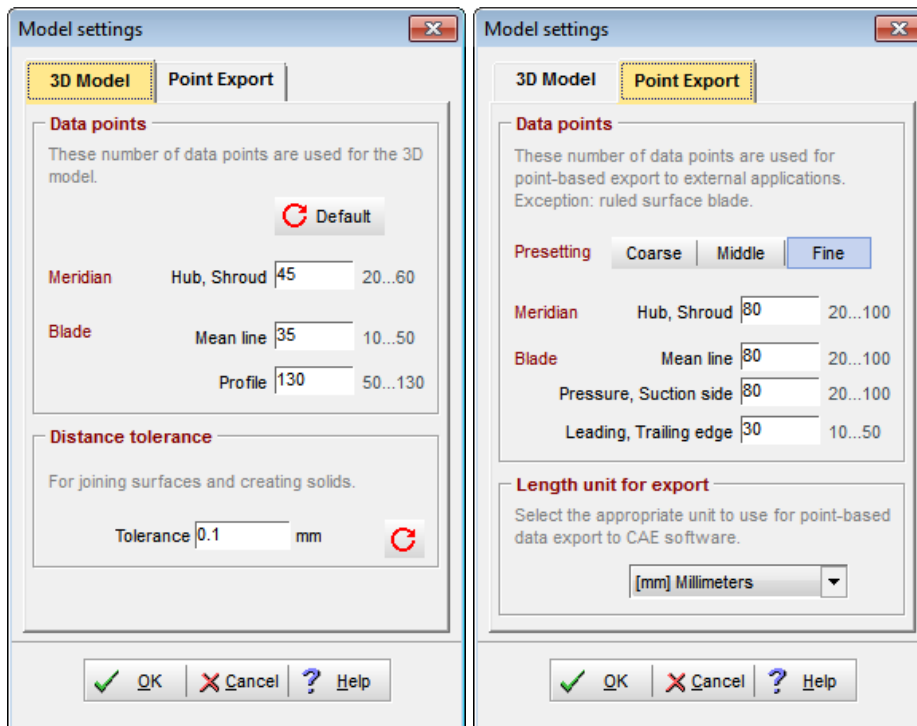 Model settings
3D Model Point Export
Data points
These number of data points are used for the 3D
model.
Default
Meridian Hub, Shroud 45 20...60
Blade Mean line 35 10...50
Profile 130 50...130
Distance tolerance
For joining surfaces and creating solids.
Tolerance 0.1 mm
OK Cancel ? Help
Model settings
3D Model Point Export
Data points
These number of data points are used for
point-based export to external applications.
Exception: ruled surface blade.
Presetting Coarse Middle Fine
Meridian Hub, Shroud 80 20...100
Blade Mean line 80 20...100
Pressure, Suction side 80 20...100
Leading, Trailing edge 30 10...50
Length unit for export
Select the appropriate unit to use for point-based
data export to CAE software.
[mm] Millimeters
OK Cancel ? Help